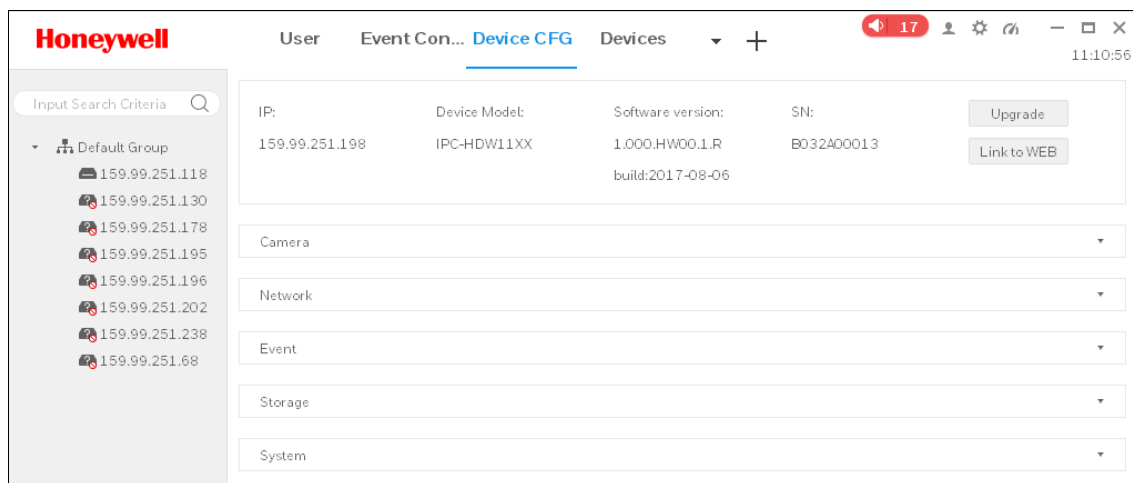 Honeywell
User Event Con... Device CFG Devices
17
11:10:56
Input Search Criteria
Default Group
159.99.251.118
159.99.251.130
159.99.251.178
159.99.251.195
159.99.251.196
159.99.251.202
159.99.251.238
159.99.251.68
IP: Device Model: Software version: SN:
159.99.251.198 IPC-HDW11XX 1.000.HW00.1.R B032A00013
build:2017-08-06
Upgrade
Link to WEB
Camera
Network
Event
Storage
System